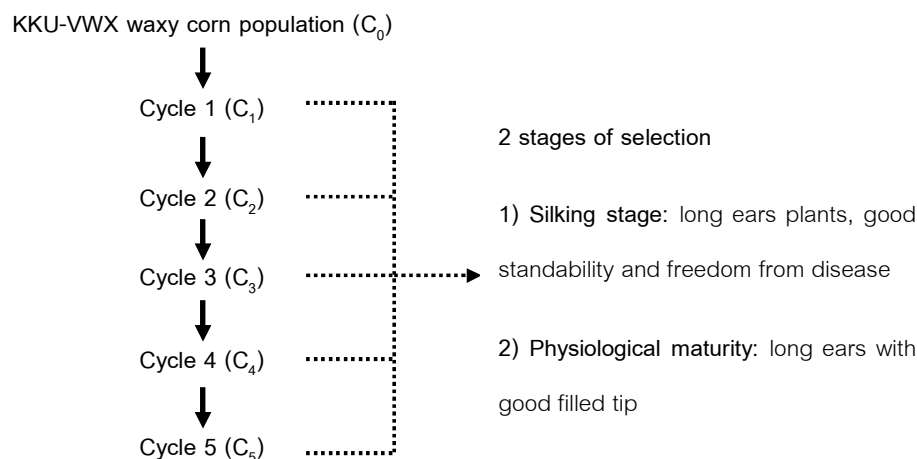 KKU-VWX waxy corn population (C₀)
Cycle 1 (C₁)
Cycle 2 (C₂)
Cycle 3 (C₃)
Cycle 4 (C₄)
Cycle 5 (C₅)
2 stages of selection
1) Silking stage: long ears plants, good
standability and freedom from disease
2) Physiological maturity: long ears with
good filled tip